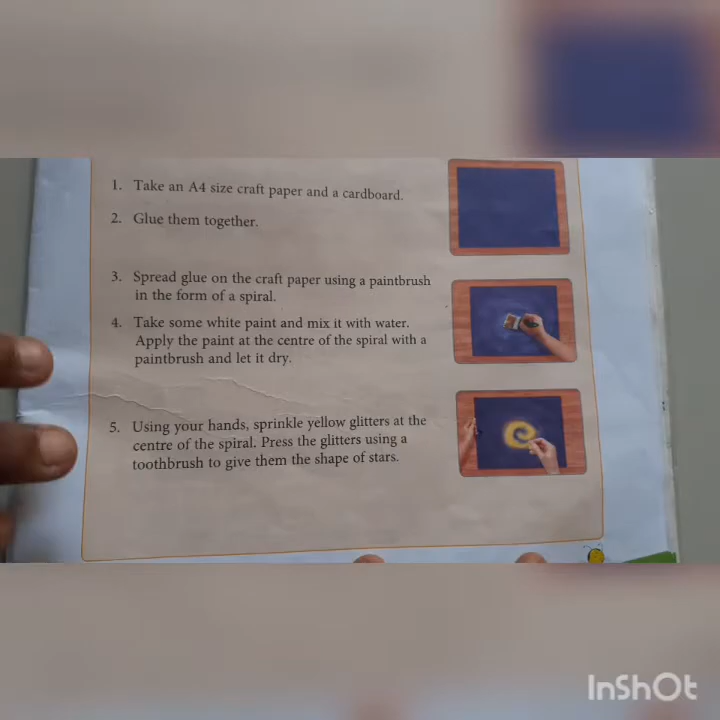 1. Take an A4 size craft paper and a cardboard.
2. Glue them together.
3. Spread glue on the craft paper using a paintbrush
in the form of a spiral.
4. Take some white paint and mix it with water.
Apply the paint at the centre of the spiral with a
paintbrush and let it dry.
5. Using your hands, sprinkle yellow glitters at the
centre of the spiral. Press the glitters using a
toothbrush to give them the shape of stars.
InShOt